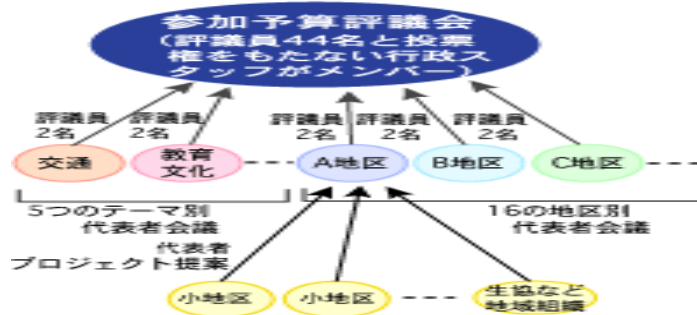 参加予算評議会
(評議員44名と投票
権をもたない行政ス
タッフがメンバー)
評議員
2名
評議員
2名
評議員
2名
評議員
2名
評議員
2名
交通
教育
文化
A地区
B地区
C地区
5つのテーマ別
代表者会議
16の地区別
代表者会議
代表者
プロジェクト提案
小地区
小地区
生協など
地域組織